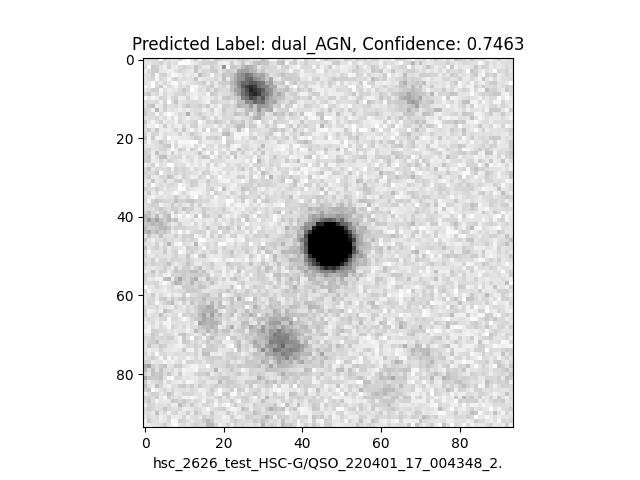 Predicted Label: dual_AGN, Confidence: 0.7463
0
20
40
60
80
0 20 40 60 80
hsc_2626_test_HSC-G/QSO_220401_17_004348_2.